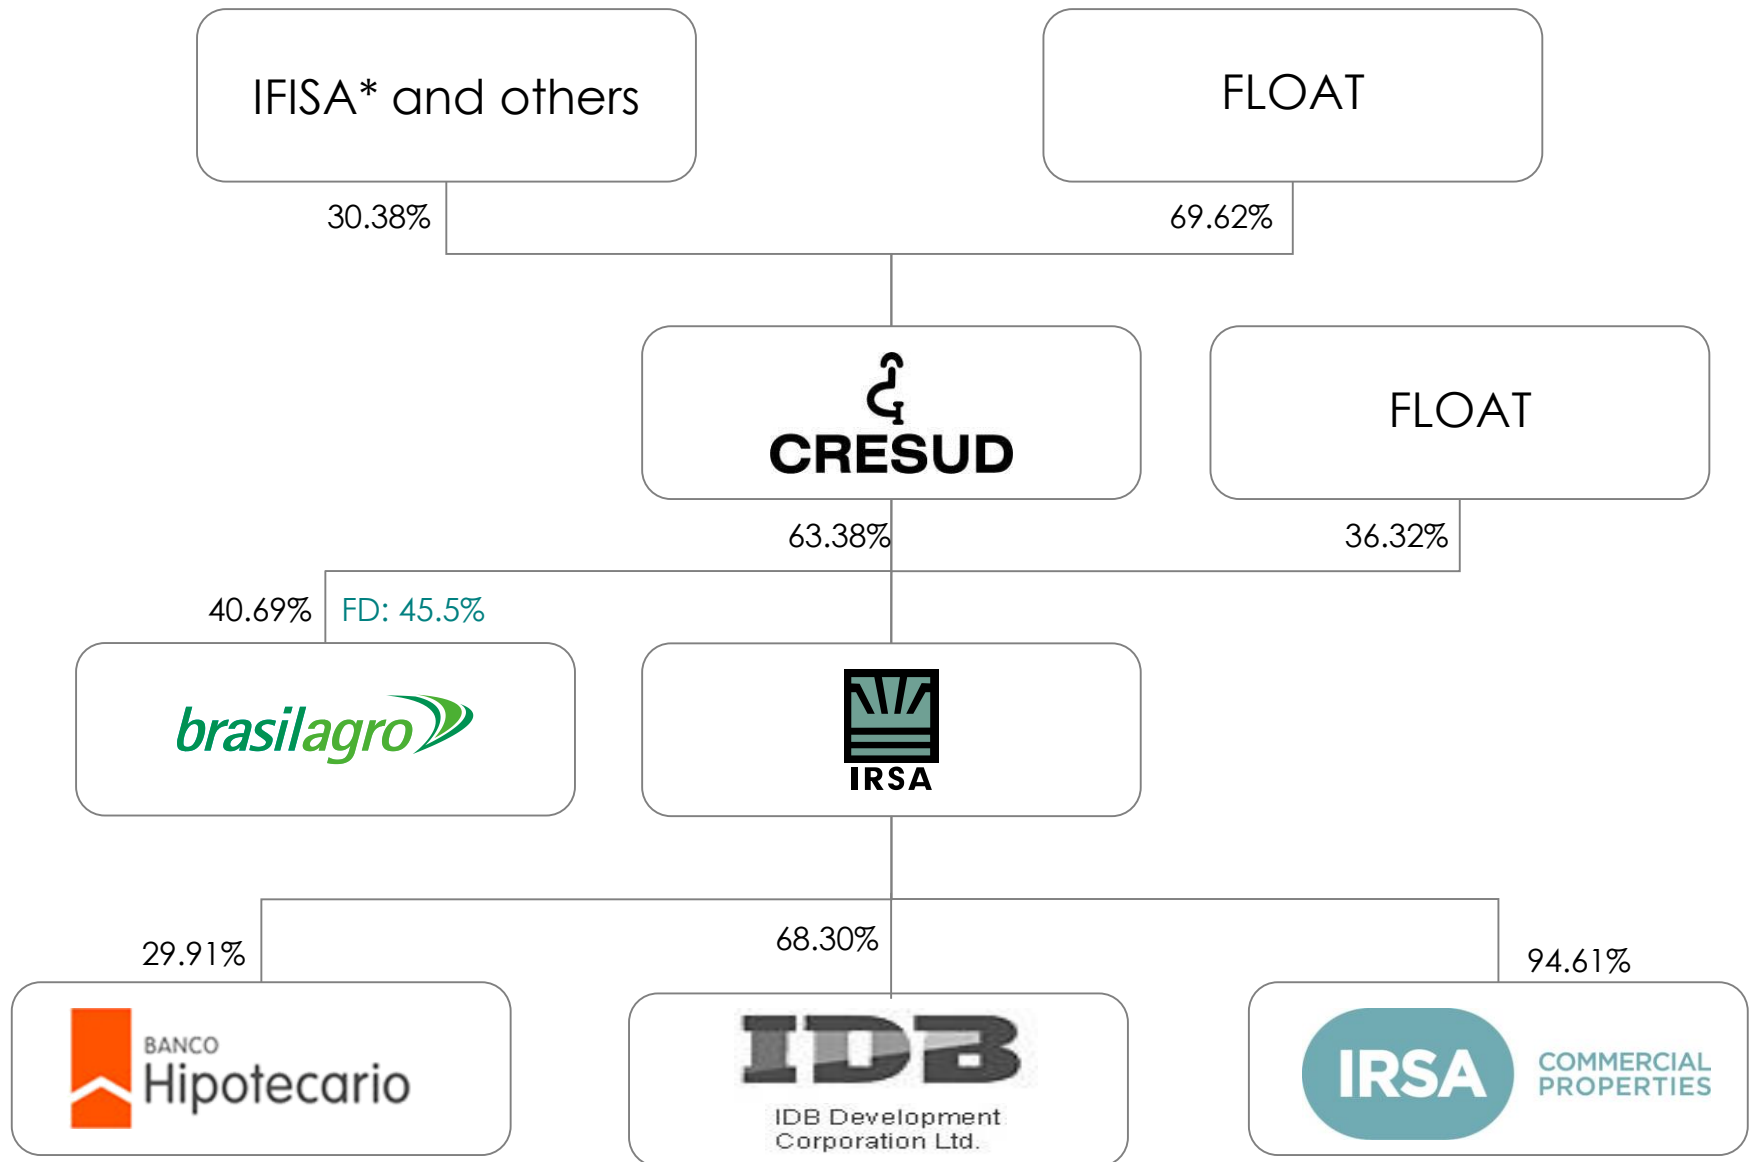 IFISA* and others
FLOAT
30.38%
69.62%
CRESUD
FLOAT
63.38%
36.32%
40.69%
FD: 45.5%
brasilagro
IRSA
29.91%
68.30%
94.61%
BANCO
Hipotecario
IDB
IDB Development
Corporation Ltd.
IRSA
COMMERCIAL
PROPERTIES